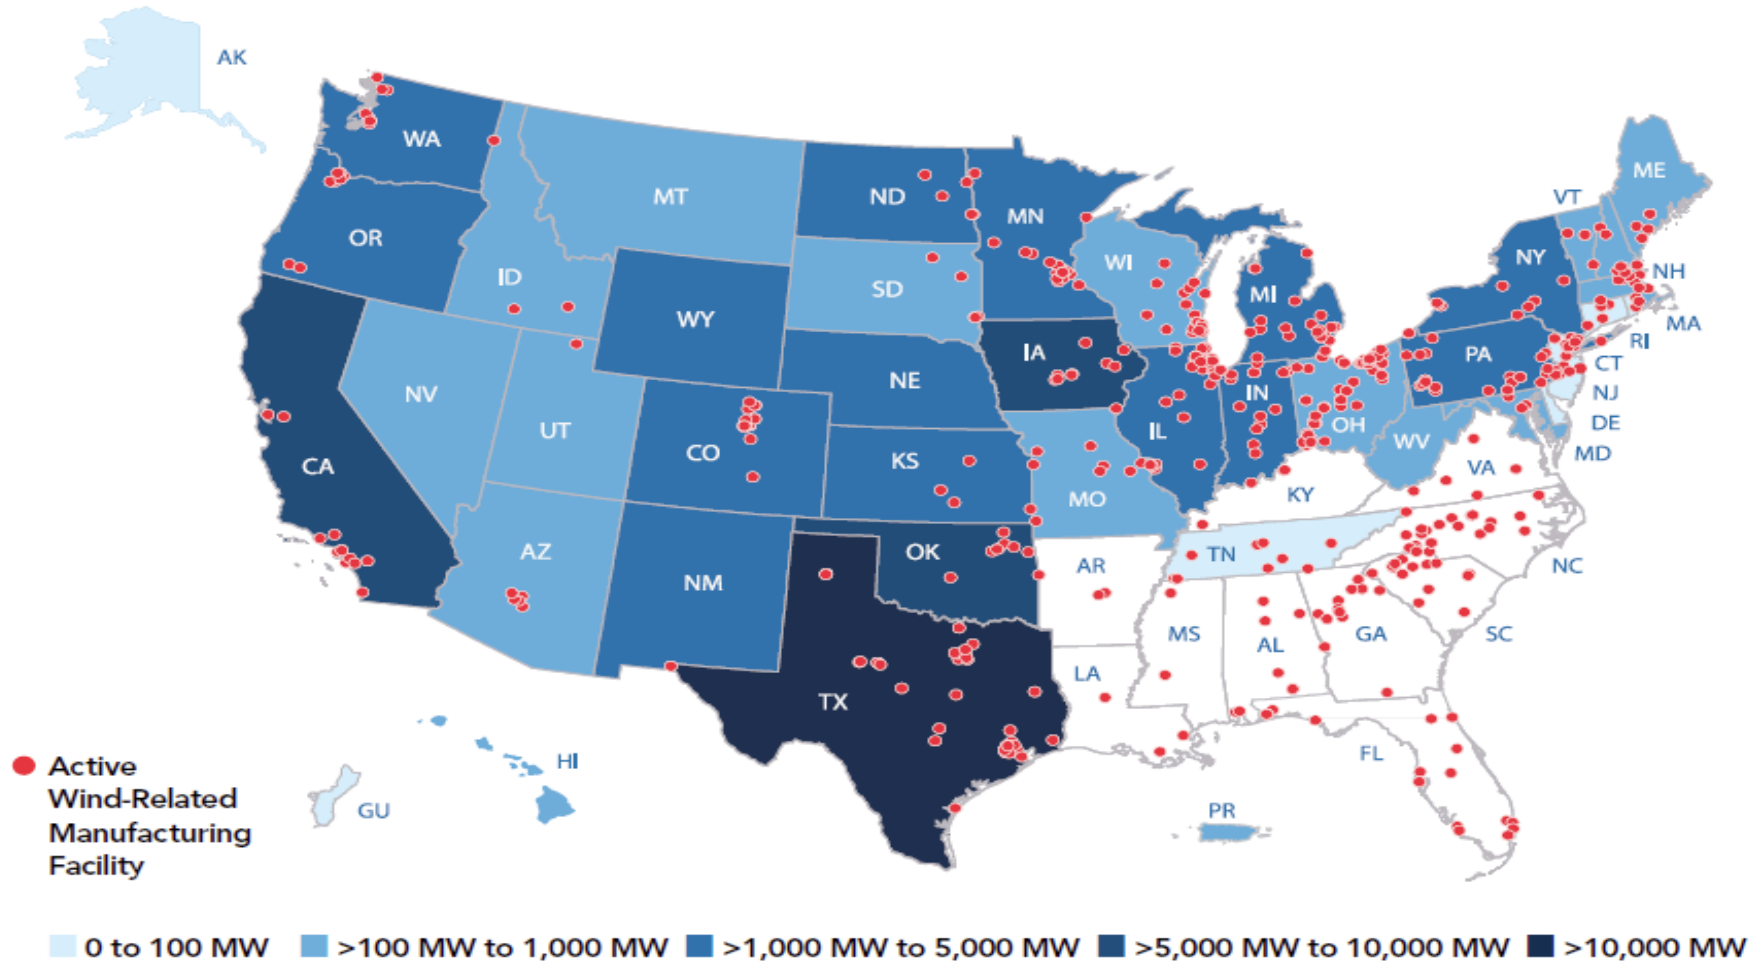 AK
WA
MT
ND
MN
ME
VT
OR
ID
SD
WI
MI
NY
NH
WY
IA
MA
RI
NV
UT
NE
IL
IN
OH
PA
CT
NJ
DE
MD
CA
CO
KS
MO
KY
WV
VA
AZ
NM
OK
AR
TN
NC
TX
LA
MS
AL
GA
SC
FL
HI
GU
PR
Active
Wind-Related
Manufacturing
Facility
0 to 100 MW >100 MW to 1,000 MW >1,000 MW to 5,000 MW >5,000 MW to 10,000 MW >10,000 MW